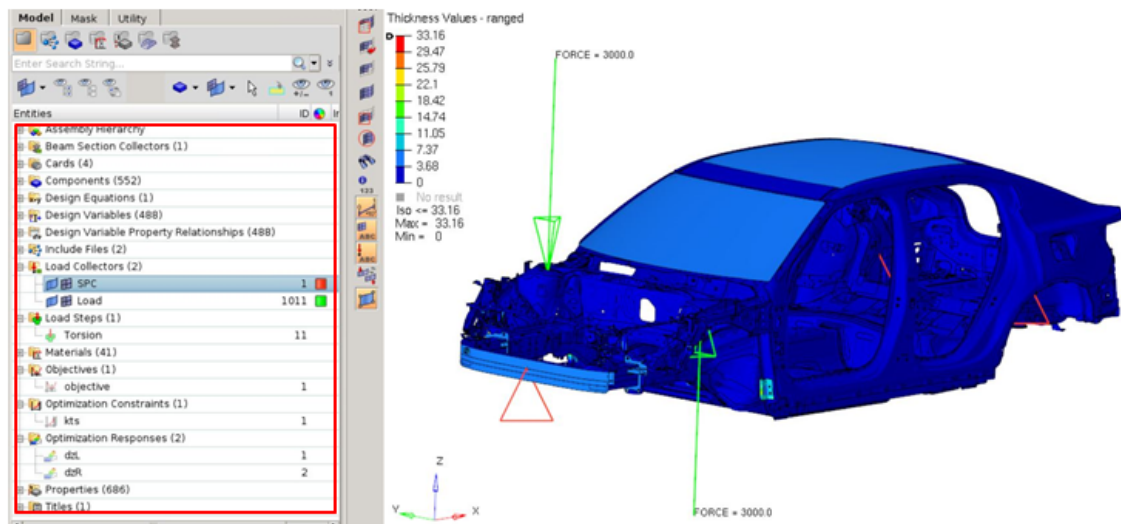 Model Mask Utility
Enter Search String...
Entities ID
Assembly Hierarchy
Beam Section Collectors (1)
Cards (4)
Components (552)
Design Equations (1)
Design Variables (488)
Design Variable Property Relationships (488)
Include Files (2)
Load Collectors (2)
SPC 1
Load 1011
Load Steps (1)
Torsion 11
Materials (41)
Objectives (1)
objective 1
Optimization Constraints (1)
kts 1
Optimization Responses (2)
dzL 1
dzR 2
Properties (686)
Titles (1)
123
ABC
ABC
Thickness Values - ranged
33.16
29.47
25.79
22.1
18.42
14.74
11.05
7.37
3.68
0
No result
Iso <= 33.16
Max = 33.16
Min = 0
FORCE = 3000.0
FORCE = 3000.0
Z
Y
X